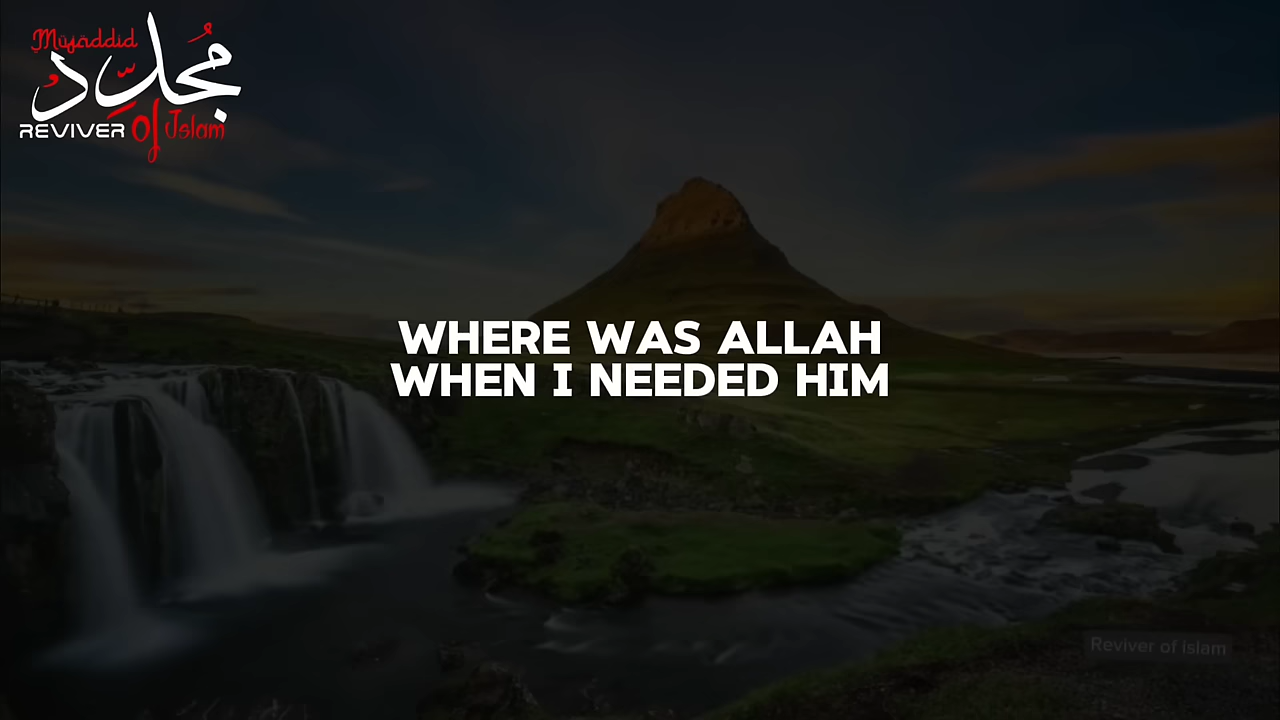 Mujaddid
مُجدِّدُ
REVIVER of Islam
WHERE WAS ALLAH
WHEN I NEEDED HIM
Reviver of Islam